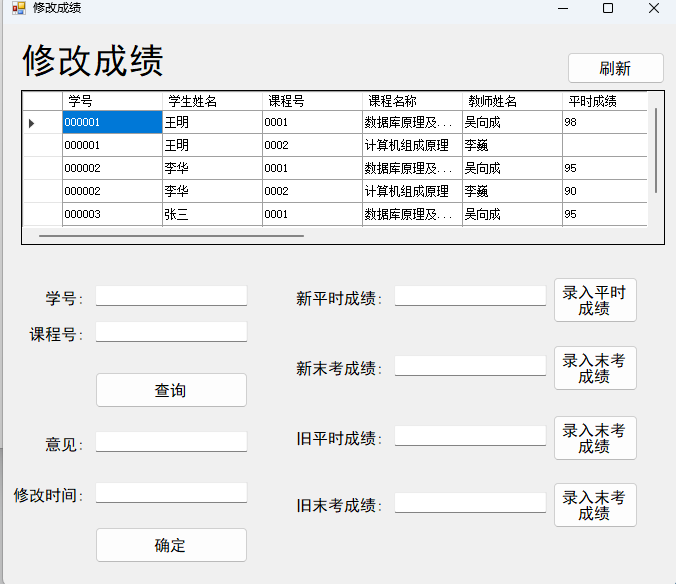 修改成绩
修改成绩
刷新
学号 学生姓名 课程号 课程名称 教师姓名 平时成绩
000001 王明 0001 数据库原理及... 吴向成 98
000001 王明 0002 计算机组成原理 李巍
000002 李华 0001 数据库原理及... 吴向成 95
000002 李华 0002 计算机组成原理 李巍 90
000003 张三 0001 数据库原理及... 吴向成 95
学号:
课程号:
查询
意见:
修改时间:
确定
新平时成绩:
录入平时
成绩
新末考成绩:
录入末考
成绩
旧平时成绩:
录入末考
成绩
旧末考成绩:
录入末考
成绩